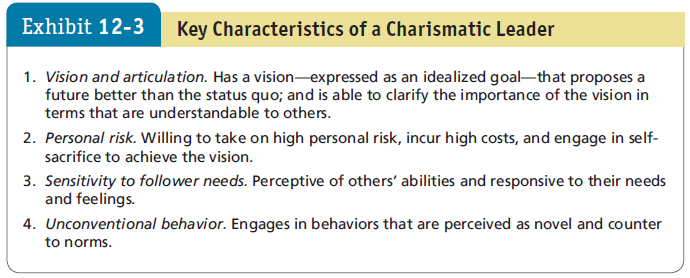 Exhibit 12-3 Key Characteristics of a Charismatic Leader
1. Vision and articulation. Has a vision—expressed as an idealized goal—that proposes a
future better than the status quo; and is able to clarify the importance of the vision in
terms that are understandable to others.
2. Personal risk. Willing to take on high personal risk, incur high costs, and engage in self-
sacrifice to achieve the vision.
3. Sensitivity to follower needs. Perceptive of others’ abilities and responsive to their needs
and feelings.
4. Unconventional behavior. Engages in behaviors that are perceived as novel and counter
to norms.